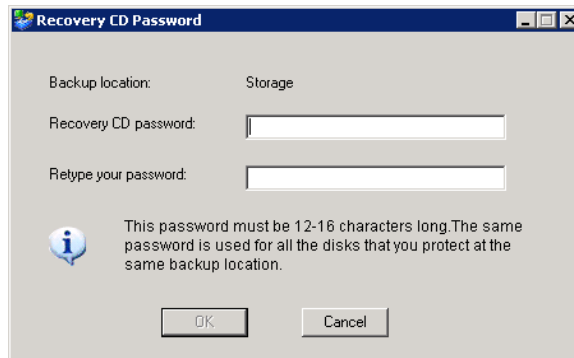 Recovery CD Password
Backup location: Storage
Recovery CD password:
Retype your password:
This password must be 12-16 characters long.The same
password is used for all the disks that you protect at the
same backup location.
OK Cancel